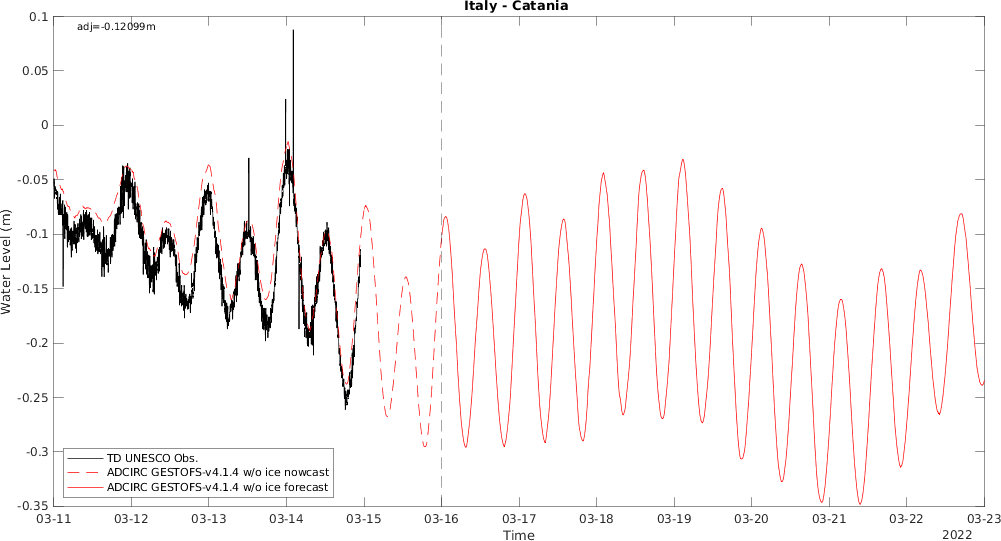 Italy - Catania
adj=-0.12099m
0.1
0.05
0
-0.05
-0.1
-0.15
-0.2
-0.25
-0.3
-0.35
Water Level (m)
TD UNESCO Obs.
ADCIRC GESTOFS-v4.1.4 w/o ice nowcast
ADCIRC GESTOFS-v4.1.4 w/o ice forecast
03-11 03-12 03-13 03-14 03-15 03-16 03-17 03-18 03-19 03-20 03-21 03-22 03-23
Time
2022